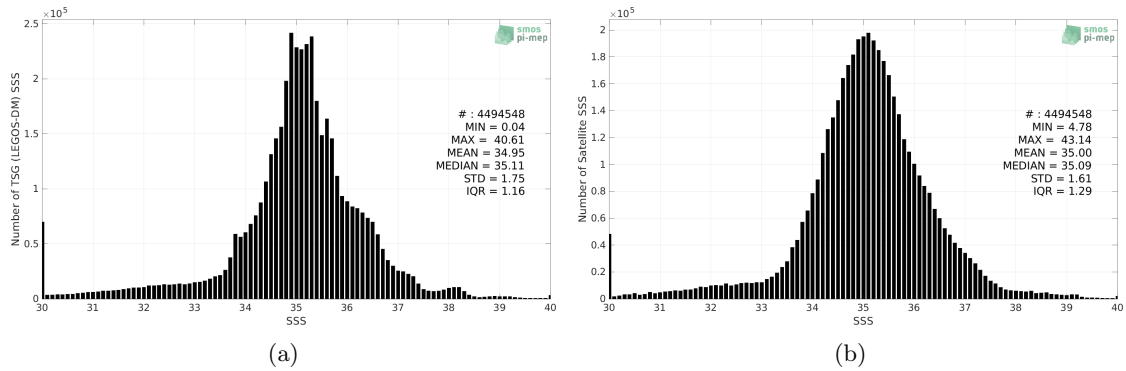 ×10^5
2.5
2
1.5
1
0.5
0
30 31 32 33 34 35 36 37 38 39 40
SSS
Number of TSG (LEGOS-DM) SSS
smos
pi-mep
# : 4494548
MIN = 0.04
MAX = 40.61
MEAN = 34.95
MEDIAN = 35.11
STD = 1.75
IQR = 1.16
(a)
×10^5
2
1.8
1.6
1.4
1.2
1
0.8
0.6
0.4
0.2
0
30 31 32 33 34 35 36 37 38 39 40
SSS
Number of Satellite SSS
smos
pi-mep
# : 4494548
MIN = 4.78
MAX = 43.14
MEAN = 35.00
MEDIAN = 35.09
STD = 1.61
IQR = 1.29
(b)